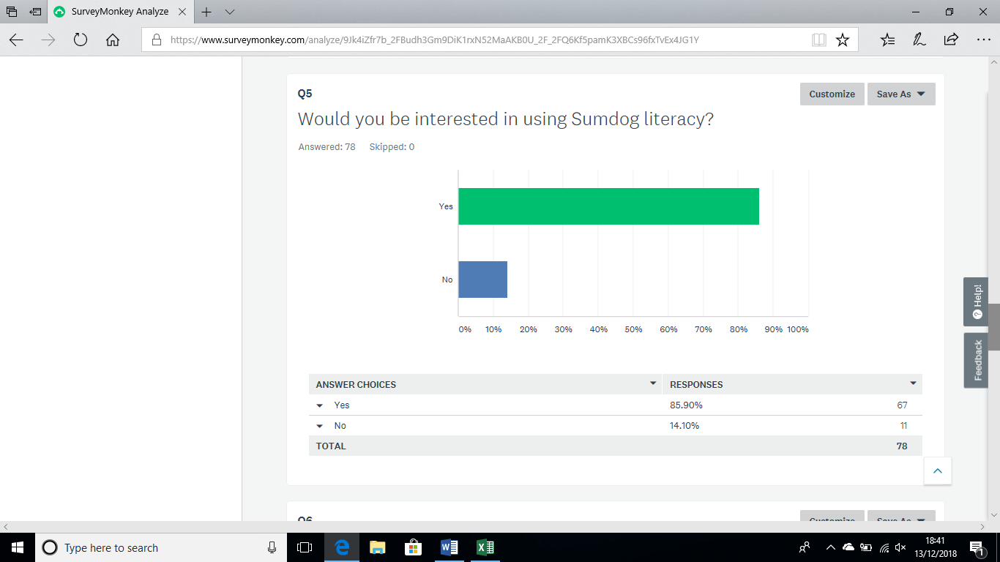 SurveyMonkey Analyze
https://www.surveymonkey.com/analyze/9Jk4iZfr7b_2FBudh3Gm9DiK1rxN52MaAKB0U_2F_2FQ6Kf5pamK3XBCs96fxTvEx4JG1Y
Q5
Customize
Save As
Would you be interested in using Sumdog literacy?
Answered: 78 Skipped: 0
Yes
No
0% 10% 20% 30% 40% 50% 60% 70% 80% 90% 100%
Help!
Feedback
ANSWER CHOICES RESPONSES
Yes 85.90% 67
No 14.10% 11
TOTAL 78
Q6
Customize
Save As
Type here to search
18:41
13/12/2018
1